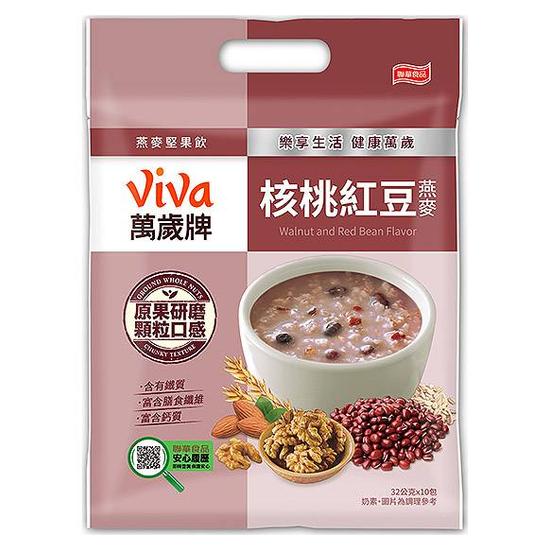 聯華食品
燕麥堅果飲
樂享生活 健康萬歲
viva
萬歲牌
核桃紅豆燕麥
Walnut and Red Bean Flavor
GROUND WHOLE NUTS
原果研磨
顆粒口感
CHUNKY TEXTURE
•含有鐵質
•富含膳食纖維
•富含鈣質
聯華食品
安心履歷
32公克x10包
奶素•圖片為調理參考